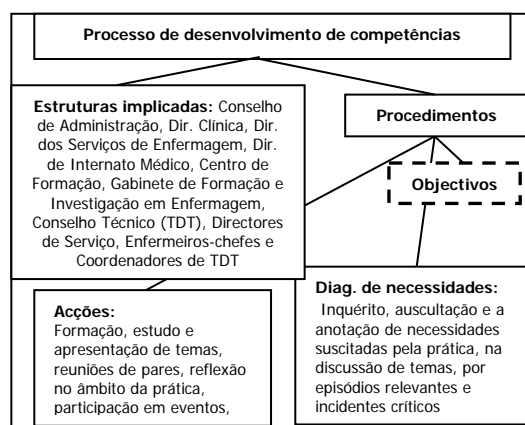 Processo de desenvolvimento de competências
Estruturas implicadas: Conselho
de Administração, Dir. Clínica, Dir.
dos Serviços de Enfermagem, Dir.
de Internato Médico, Centro de
Formação, Gabinete de Formação e
Investigação em Enfermagem,
Conselho Técnico (TDT), Directores
de Serviço, Enfermeiros-chefes e
Coordenadores de TDT
Procedimentos
Objectivos
Acções:
Formação, estudo e
apresentação de temas,
reuniões de pares, reflexão
no âmbito da prática,
participação em eventos,
Diag. de necessidades:
Inquérito, auscultação e a
anotação de necessidades
suscitadas pela prática, na
discussão de temas, por
episódios relevantes e
incidentes críticos